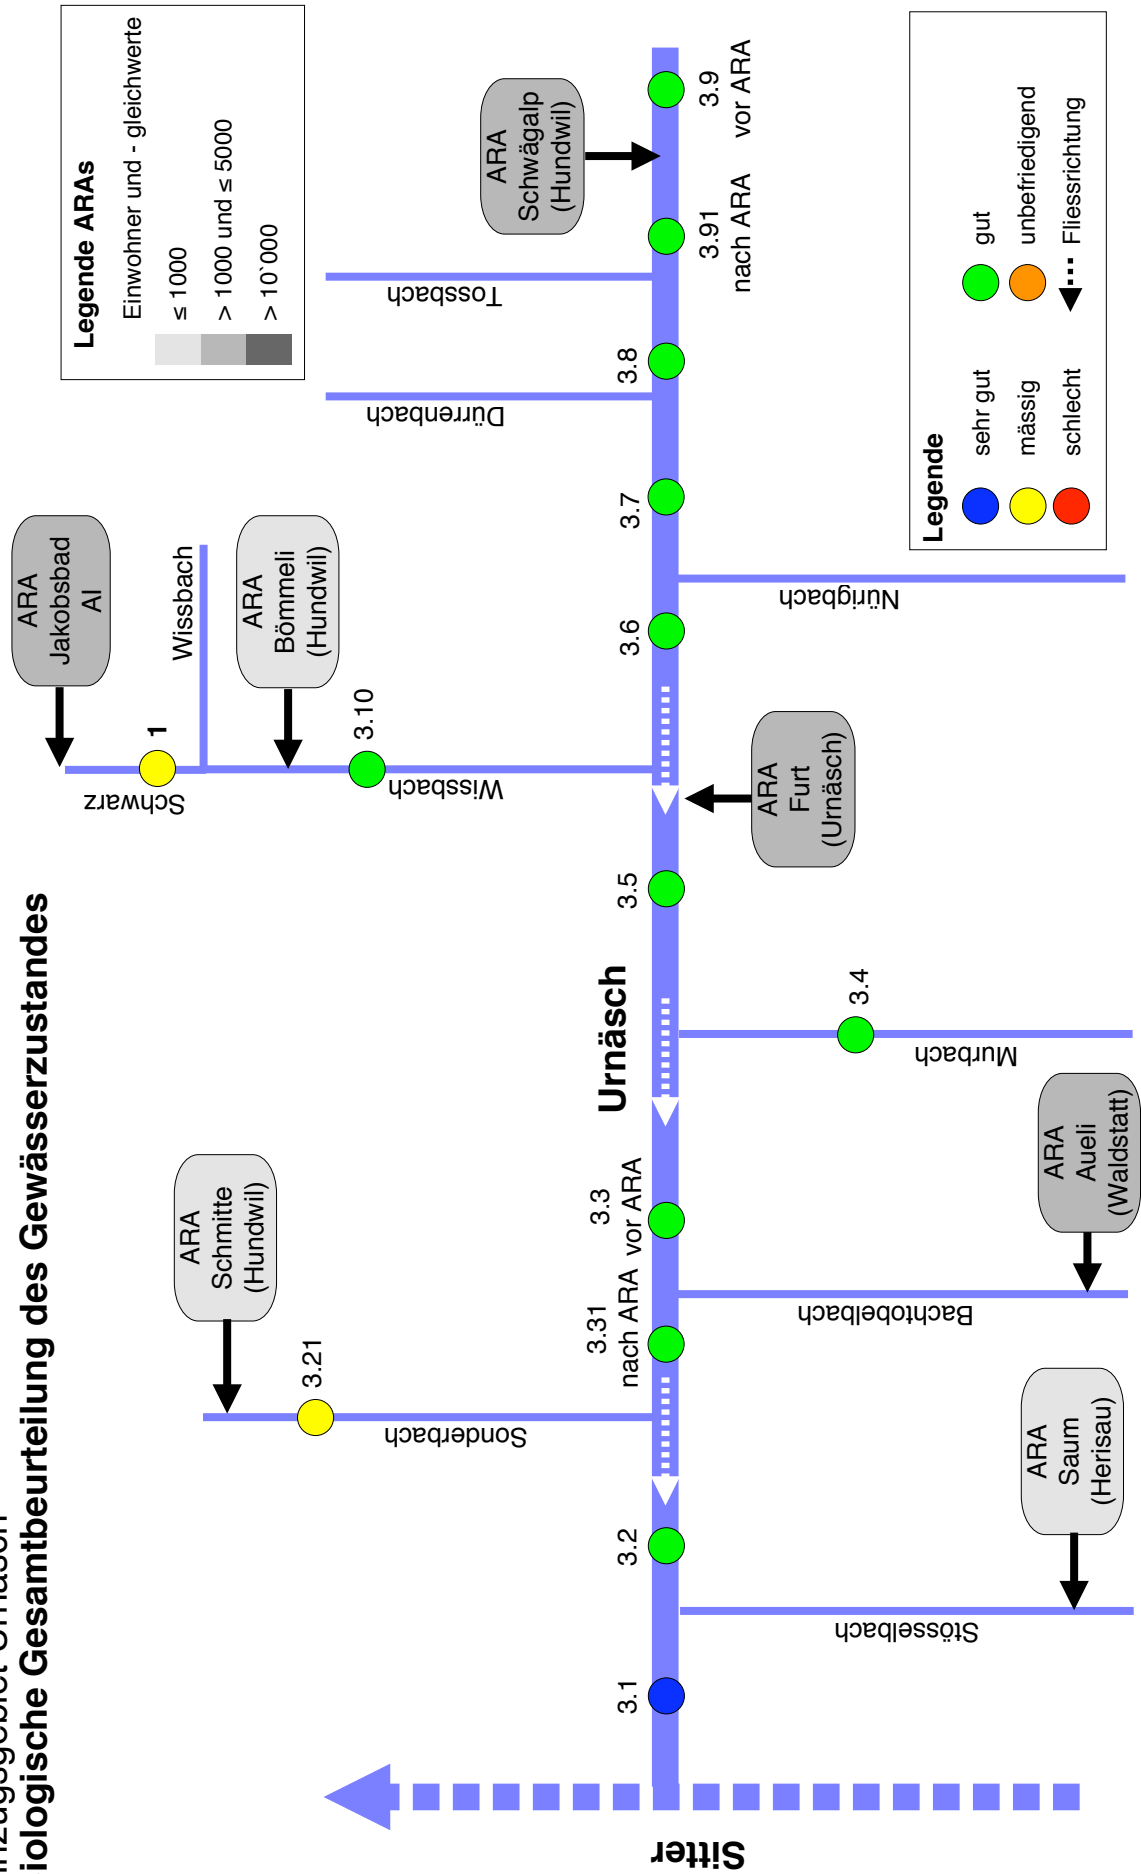 inzugsgebiet Urnäsch
iologische Gesamtbeurteilung des Gewässerzustandes
Legende ARAs
Einwohner und - gleichwerte
≤ 1000
> 1000 und ≤ 5000
> 10`000
ARA
Jakobsbad
AI
1
Schwarz
Wissbach
ARA
Bömmeli
(Hundwil)
3.10
Wissbach
ARA
Schmitte
(Hundwil)
3.21
Sonderbach
Dürrenbach
Tossbach
ARA
Schwägalp
(Hundwil)
Urnäsch
3.1
3.2
3.31
nach ARA
3.3
vor ARA
3.5
3.6
3.7
3.8
3.91
nach ARA
3.9
vor ARA
Sitter
Stösselbach
ARA
Saum
(Herisau)
Bachtobelbach
ARA
Aueli
(Waldstatt)
Murbach
3.4
ARA
Furt
(Urnäsch)
Nürigbach
Legende
sehr gut
gut
mässig
unbefriedigend
schlecht
Fliessrichtung